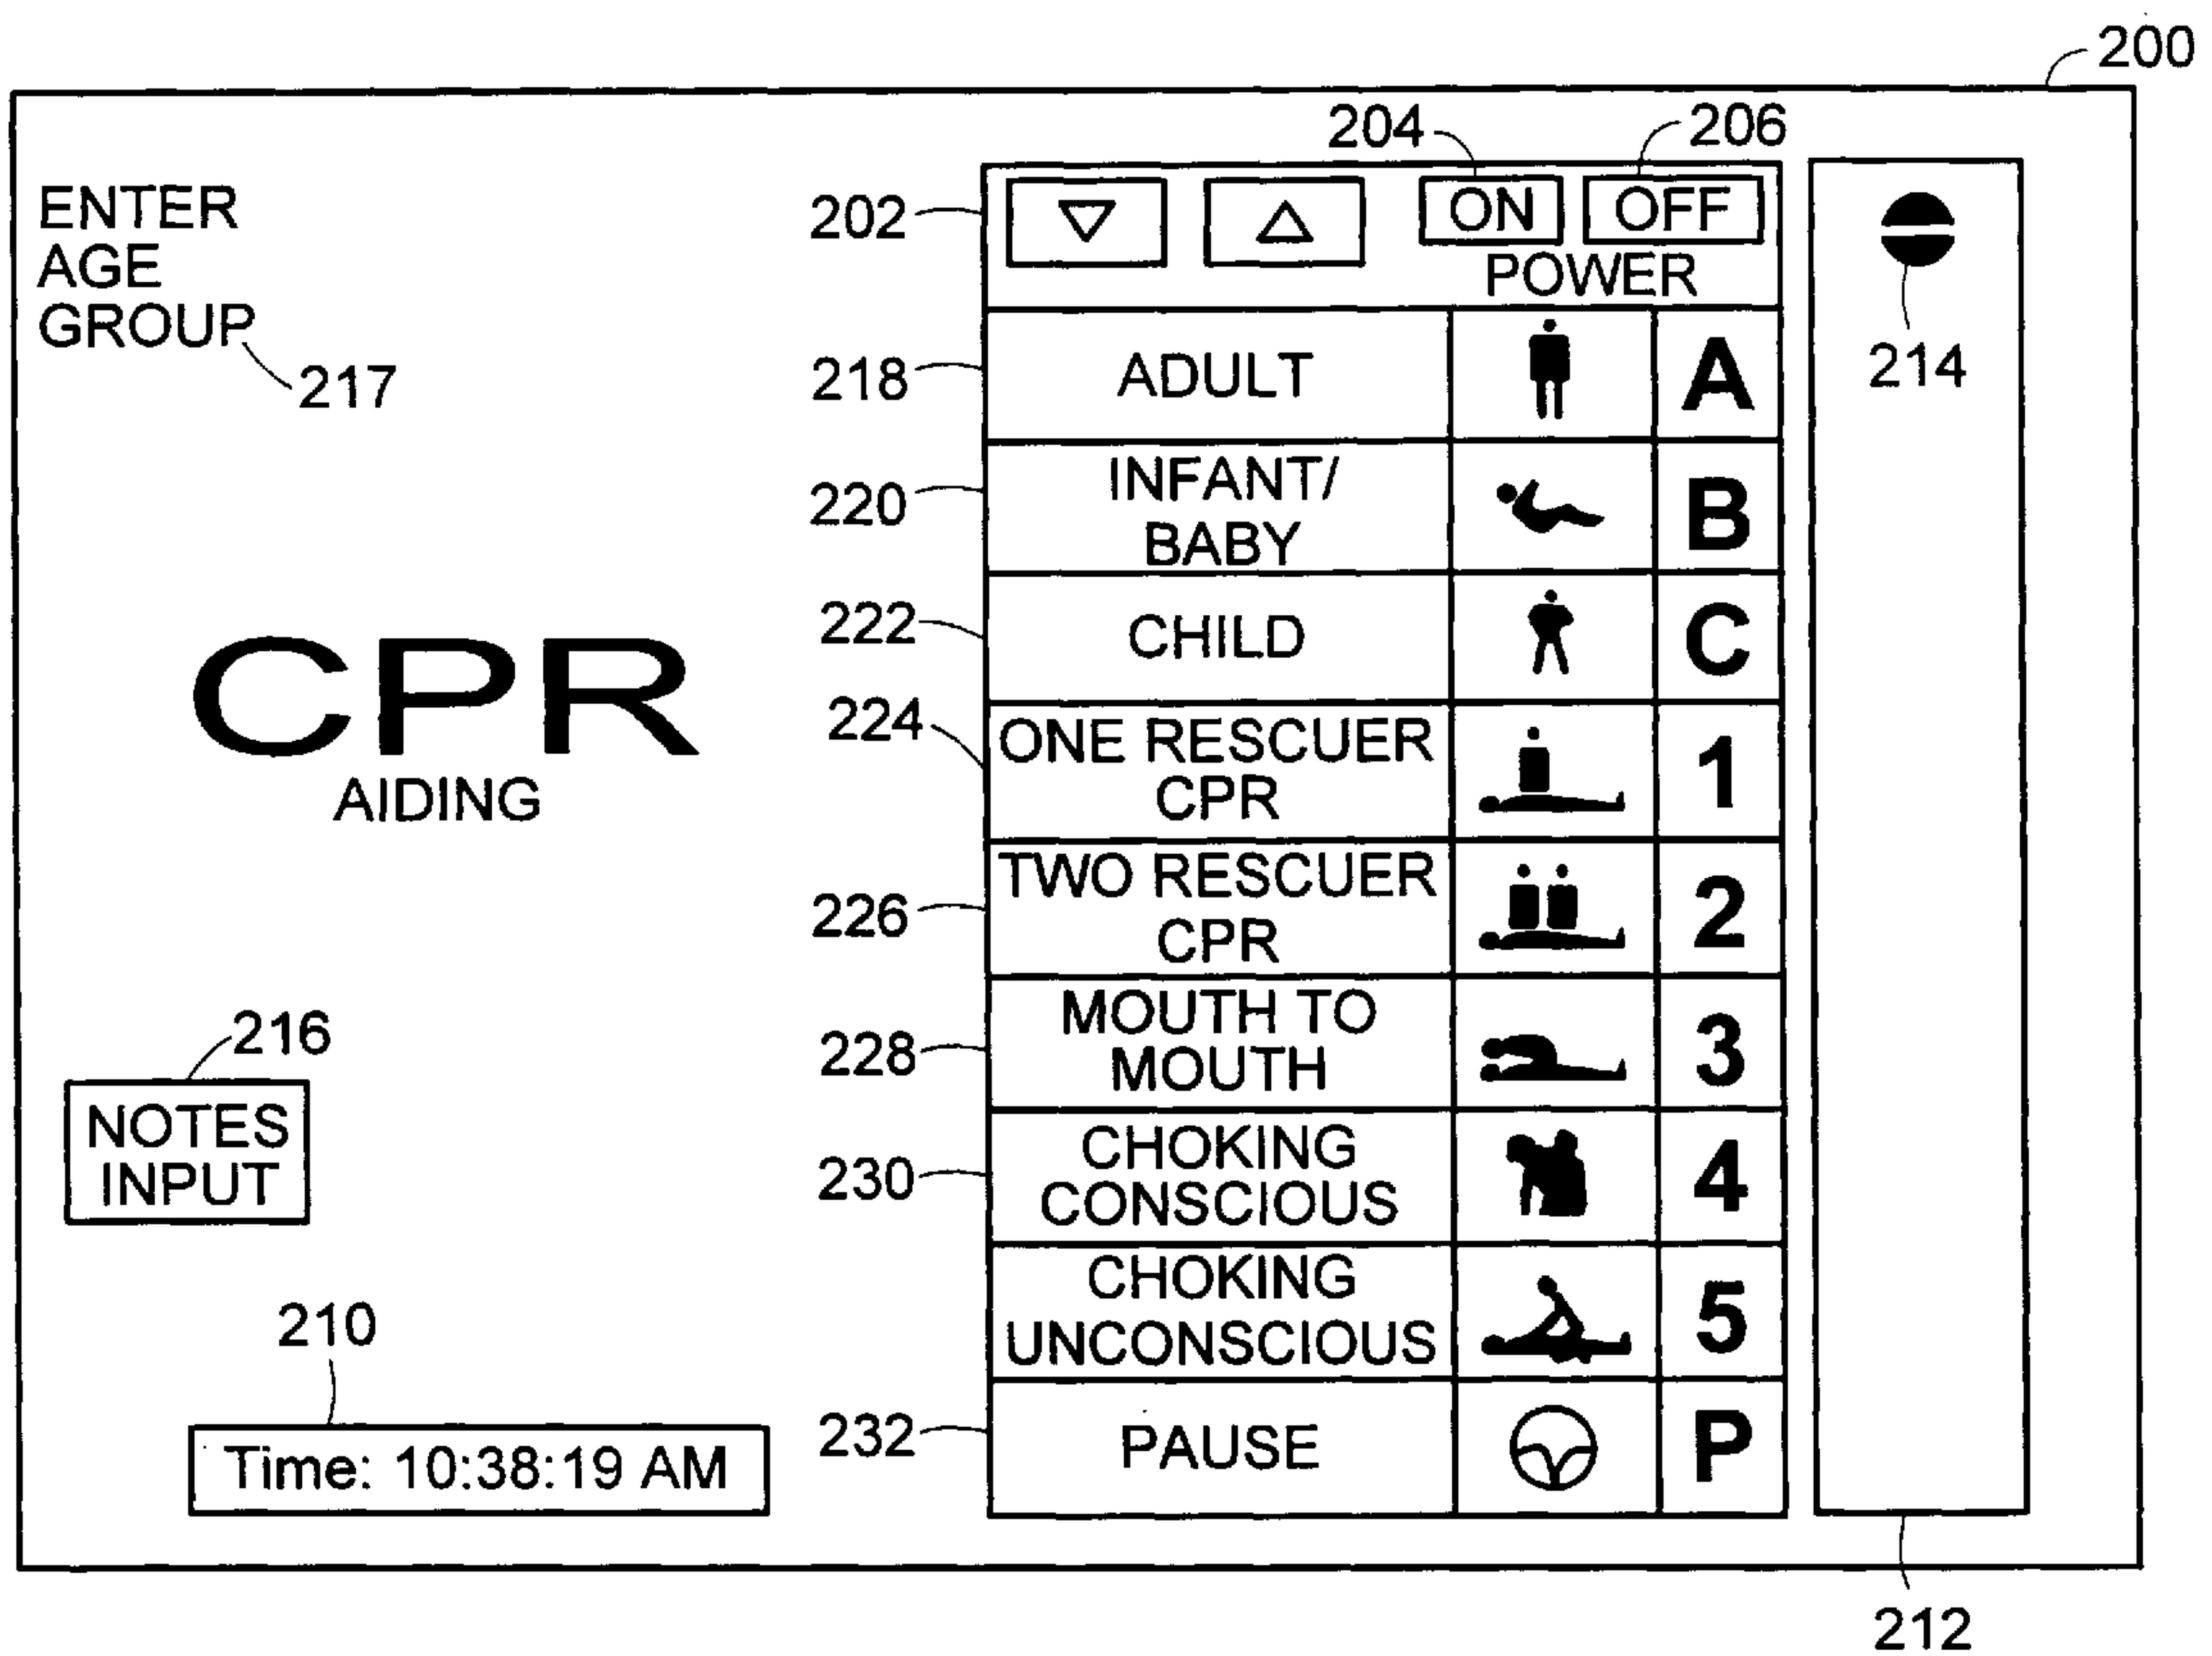 200
204
206
ENTER
AGE
GROUP
217
202
ON
OFF
POWER
214
218
ADULT
A
220
INFANT/
BABY
B
222
CHILD
C
CPR
AIDING
224
ONE RESCUER
CPR
1
226
TWO RESCUER
CPR
2
216
NOTES
INPUT
228
MOUTH TO
MOUTH
3
230
CHOKING
CONSCIOUS
4
CHOKING
UNCONSCIOUS
5
210
Time: 10:38:19 AM
232
PAUSE
P
212